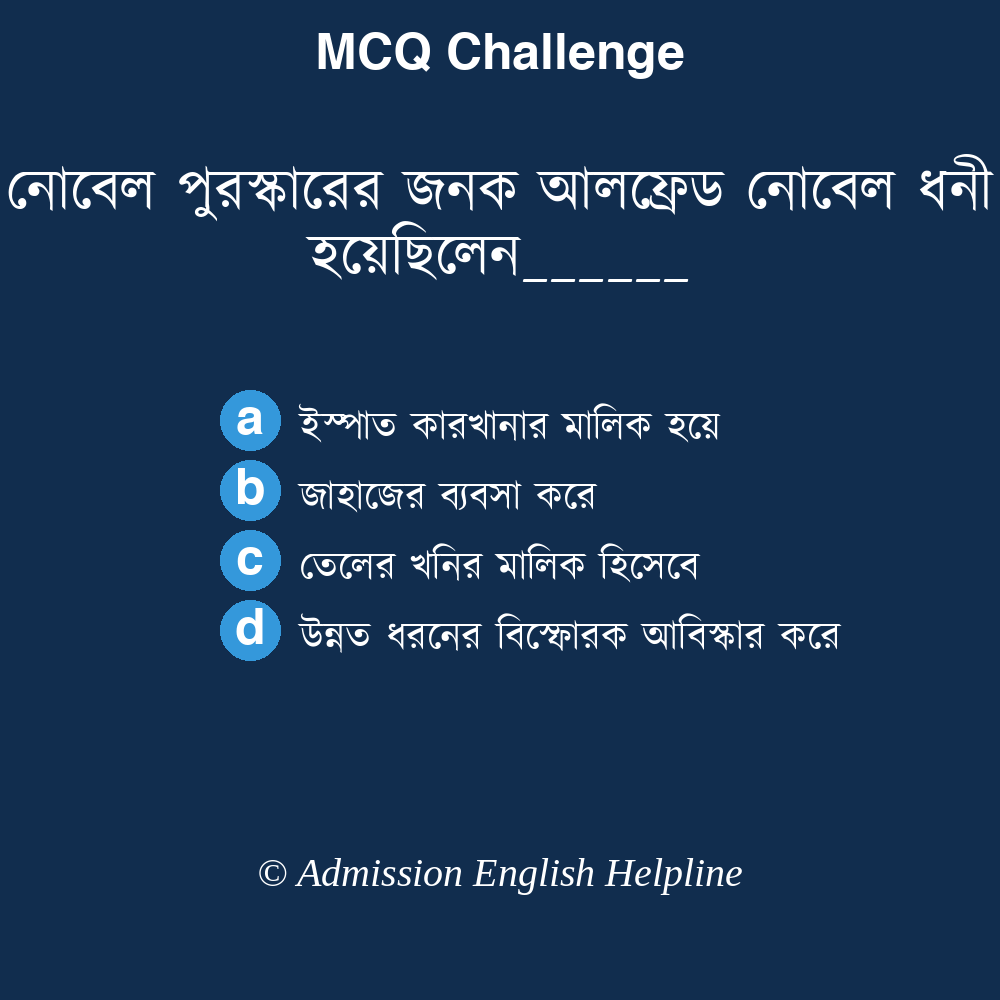 MCQ Challenge
নোবেল পুরস্কারের জনক আলফ্রেড নোবেল ধনী
হয়েছিলেন______
a ইস্পাত কারখানার মালিক হয়ে
b জাহাজের ব্যবসা করে
c তেলের খনির মালিক হিসেবে
d উন্নত ধরনের বিস্ফোরক আবিস্কার করে
© Admission English Helpline